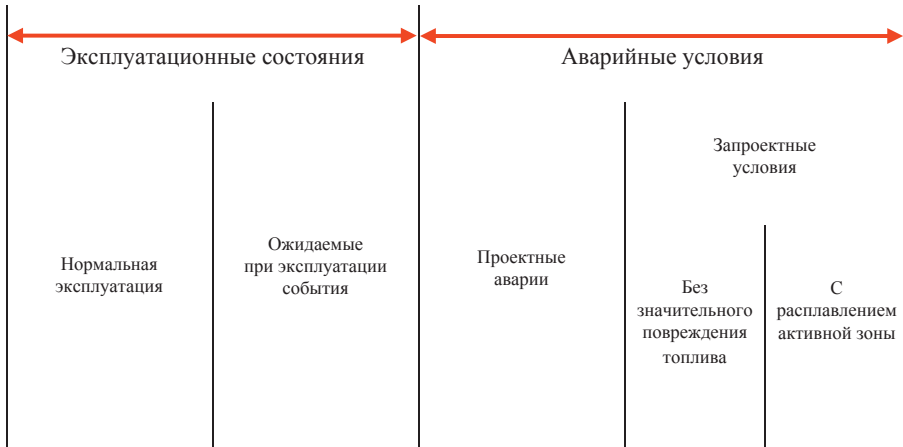 Эксплуатационные состояния
Аварийные условия
Нормальная
эксплуатация
Ожидаемые
при эксплуатации
события
Проектные
аварии
Запроектные
условия
Без
значительного
повреждения
топлива
С
расплавлением
активной зоны